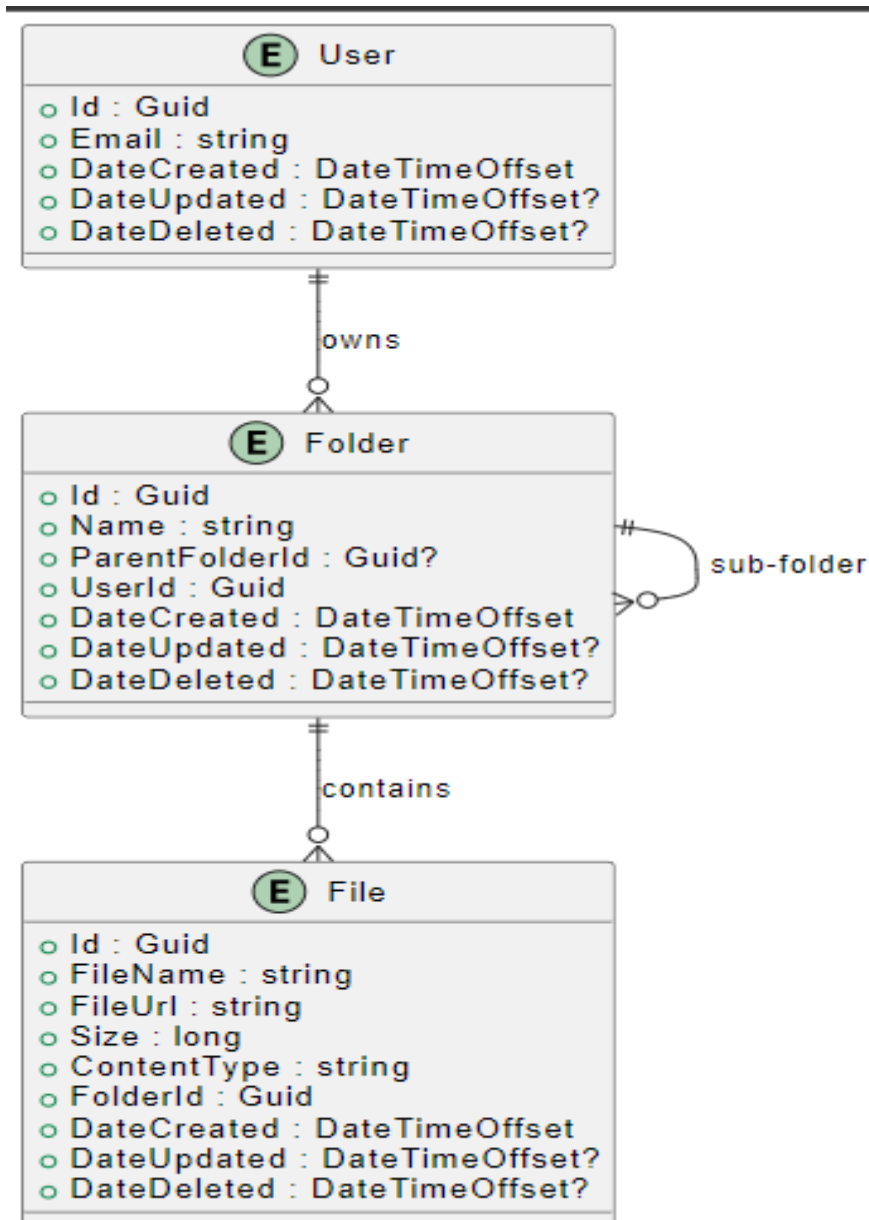 E User
Id : Guid
Email : string
DateCreated : DateTimeOffset
DateUpdated : DateTimeOffset?
DateDeleted : DateTimeOffset?
owns
E Folder
Id : Guid
Name : string
ParentFolderId : Guid?
UserId : Guid
DateCreated : DateTimeOffset
DateUpdated : DateTimeOffset?
DateDeleted : DateTimeOffset?
sub-folder
contains
E File
Id : Guid
FileName : string
FileUrl : string
Size : long
ContentType : string
FolderId : Guid
DateCreated : DateTimeOffset
DateUpdated : DateTimeOffset?
DateDeleted : DateTimeOffset?